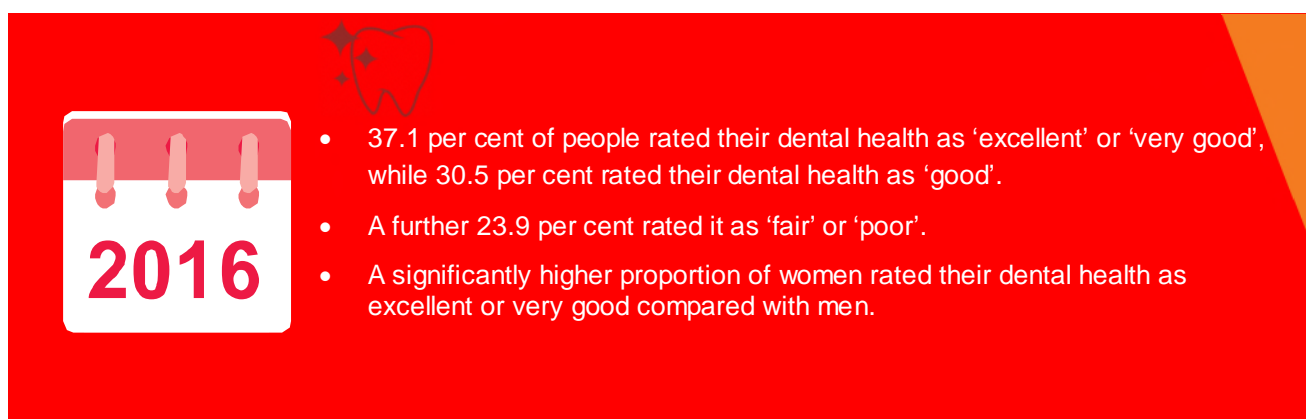 2016
• 37.1 per cent of people rated their dental health as ‘excellent’ or ‘very good’,
while 30.5 per cent rated their dental health as ‘good’.
• A further 23.9 per cent rated it as ‘fair’ or ‘poor’.
• A significantly higher proportion of women rated their dental health as
excellent or very good compared with men.